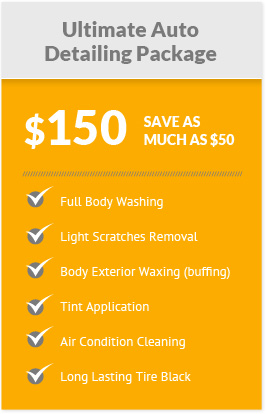 Ultimate Auto
Detailing Package
$150
SAVE AS
MUCH AS $50
Full Body Washing
Light Scratches Removal
Body Exterior Waxing (buffing)
Tint Application
Air Condition Cleaning
Long Lasting Tire Black